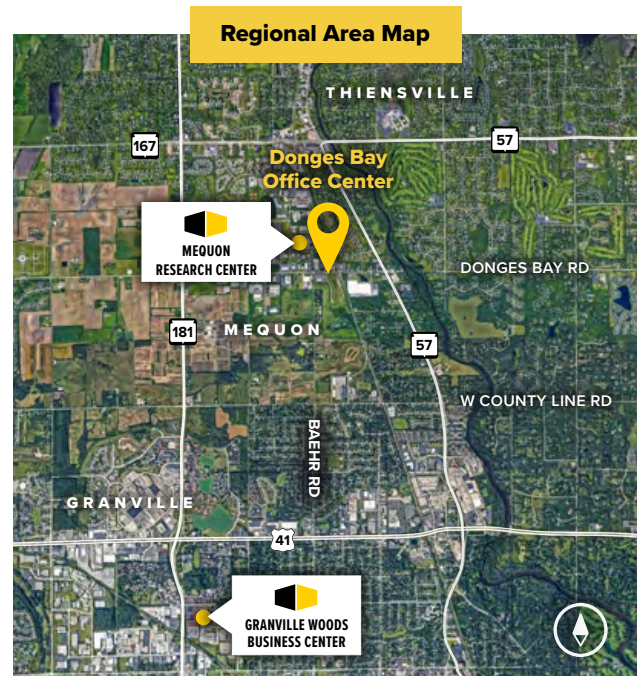 Regional Area Map
THIENSVILLE
167
57
Donges Bay
Office Center
MEQUON
RESEARCH CENTER
DONGES BAY RD
181
MEQUON
57
W COUNTY LINE RD
BAEHR RD
GRANVILLE
41
GRANVILLE WOODS
BUSINESS CENTER